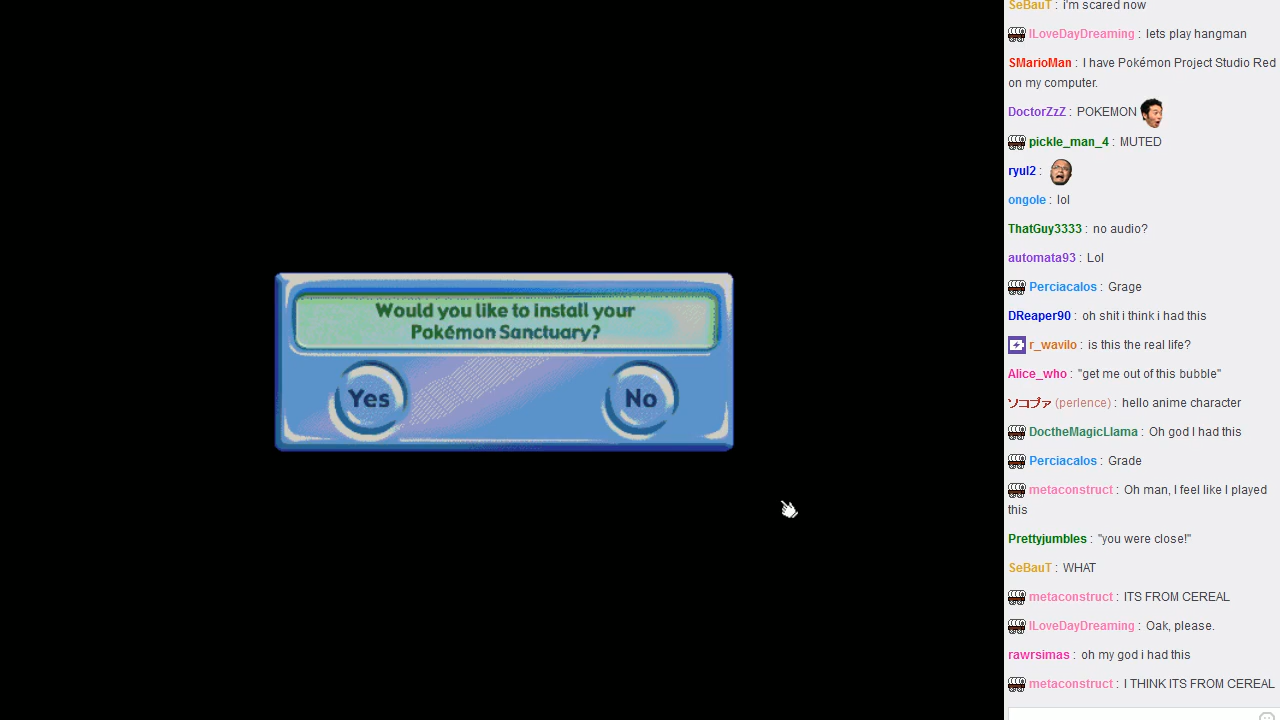 Would you like to install your
Pokémon Sanctuary?
Yes
No
SeBauT : i'm scared now
ILoveDayDreaming : lets play hangman
SMarioMan : I have Pokémon Project Studio Red
on my computer.
DoctorZzZ : POKEMON
pickle_man_4 : MUTED
ryul2 :
ongole : lol
ThatGuy3333 : no audio?
automata93 : Lol
Perciacalos : Grage
DReaper90 : oh shit i think i had this
r_wavilo : is this the real life?
Alice_who : "get me out of this bubble"
ソコプァ (perlence) : hello anime character
DoctheMagicLlama : Oh god I had this
Perciacalos : Grade
metaconstruct : Oh man, I feel like I played
this
Prettyjumbles : "you were close!"
SeBauT : WHAT
metaconstruct : ITS FROM CEREAL
ILoveDayDreaming : Oak, please.
rawrsimas : oh my god i had this
metaconstruct : I THINK ITS FROM CEREAL